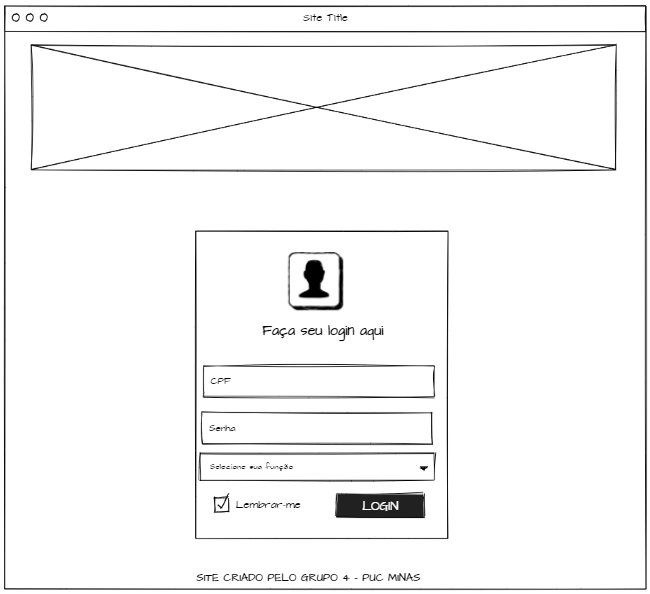 Site Title
Faça seu login aqui
CPF
Senha
Selecione sua função
Lembrar-me
LOGIN
SITE CRIADO PELO GRUPO 4 - PUC MINAS